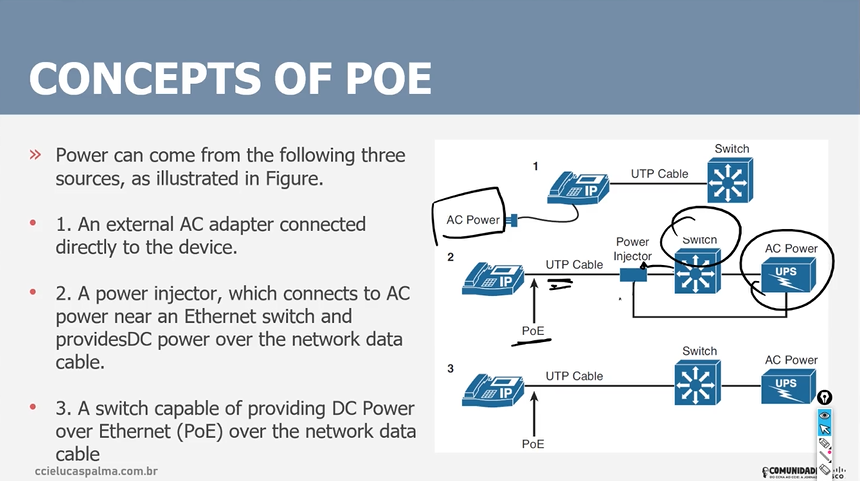 CONCEPTS OF POE
» Power can come from the following three
sources, as illustrated in Figure.
• 1. An external AC adapter connected
directly to the device.
• 2. A power injector, which connects to AC
power near an Ethernet switch and
providesDC power over the network data
cable.
• 3. A switch capable of providing DC Power
over Ethernet (PoE) over the network data
cable
ccielucaspalma.com.br
1
Switch
UTP Cable
IP
AC Power
2
UTP Cable
Power
Injector
Switch
AC Power
IP
UPS
*
PoE
3
UTP Cable
Switch
AC Power
IP
UPS
PoE
COMUNIDADE